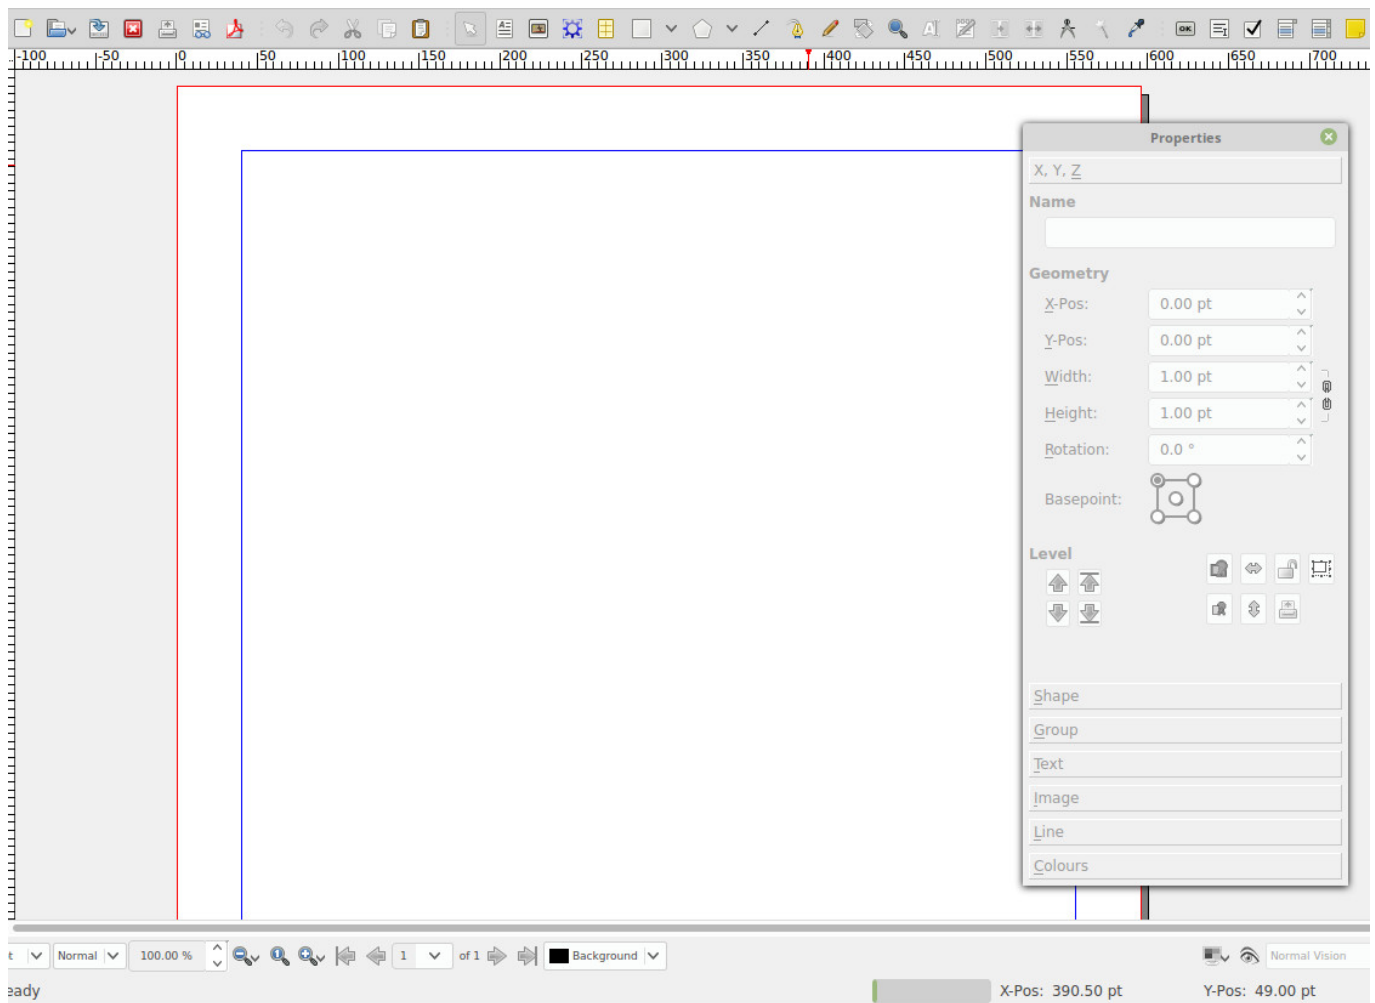 OK
-100 -50 0 50 100 150 200 250 300 350 400 450 500 550 600 650 700
Properties
X, Y, Z
Name
Geometry
X-Pos: 0.00 pt
Y-Pos: 0.00 pt
Width: 1.00 pt
Height: 1.00 pt
Rotation: 0.0 °
Basepoint:
Level
Shape
Group
Text
Image
Line
Colours
t Normal 100.00 % 1 of 1 Background Normal Vision
eady X-Pos: 390.50 pt Y-Pos: 49.00 pt